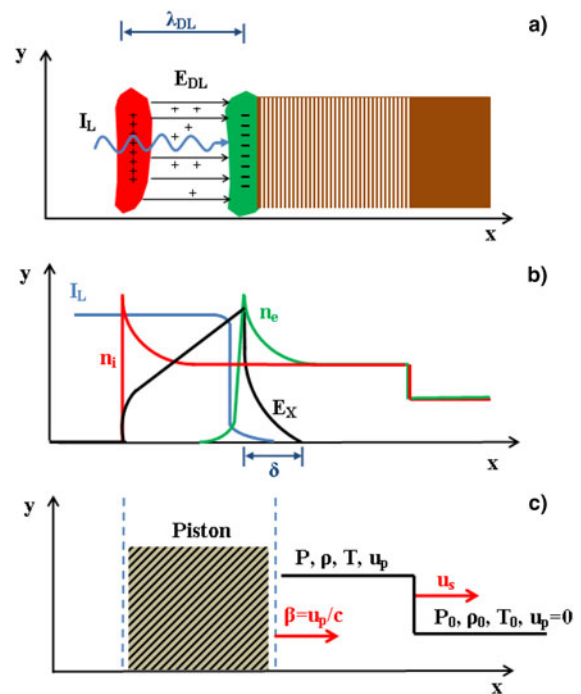 a)
y
λDL
EDL
IL
+ +
+
+ +
+
+ +
+
+ + + + + + + +
− − − − − − − −
x
b)
y
IL
ne
ni
EX
δ
x
c)
y
Piston
P, ρ, T, up
us
β=up/c
P0, ρ0, T0, up=0
x